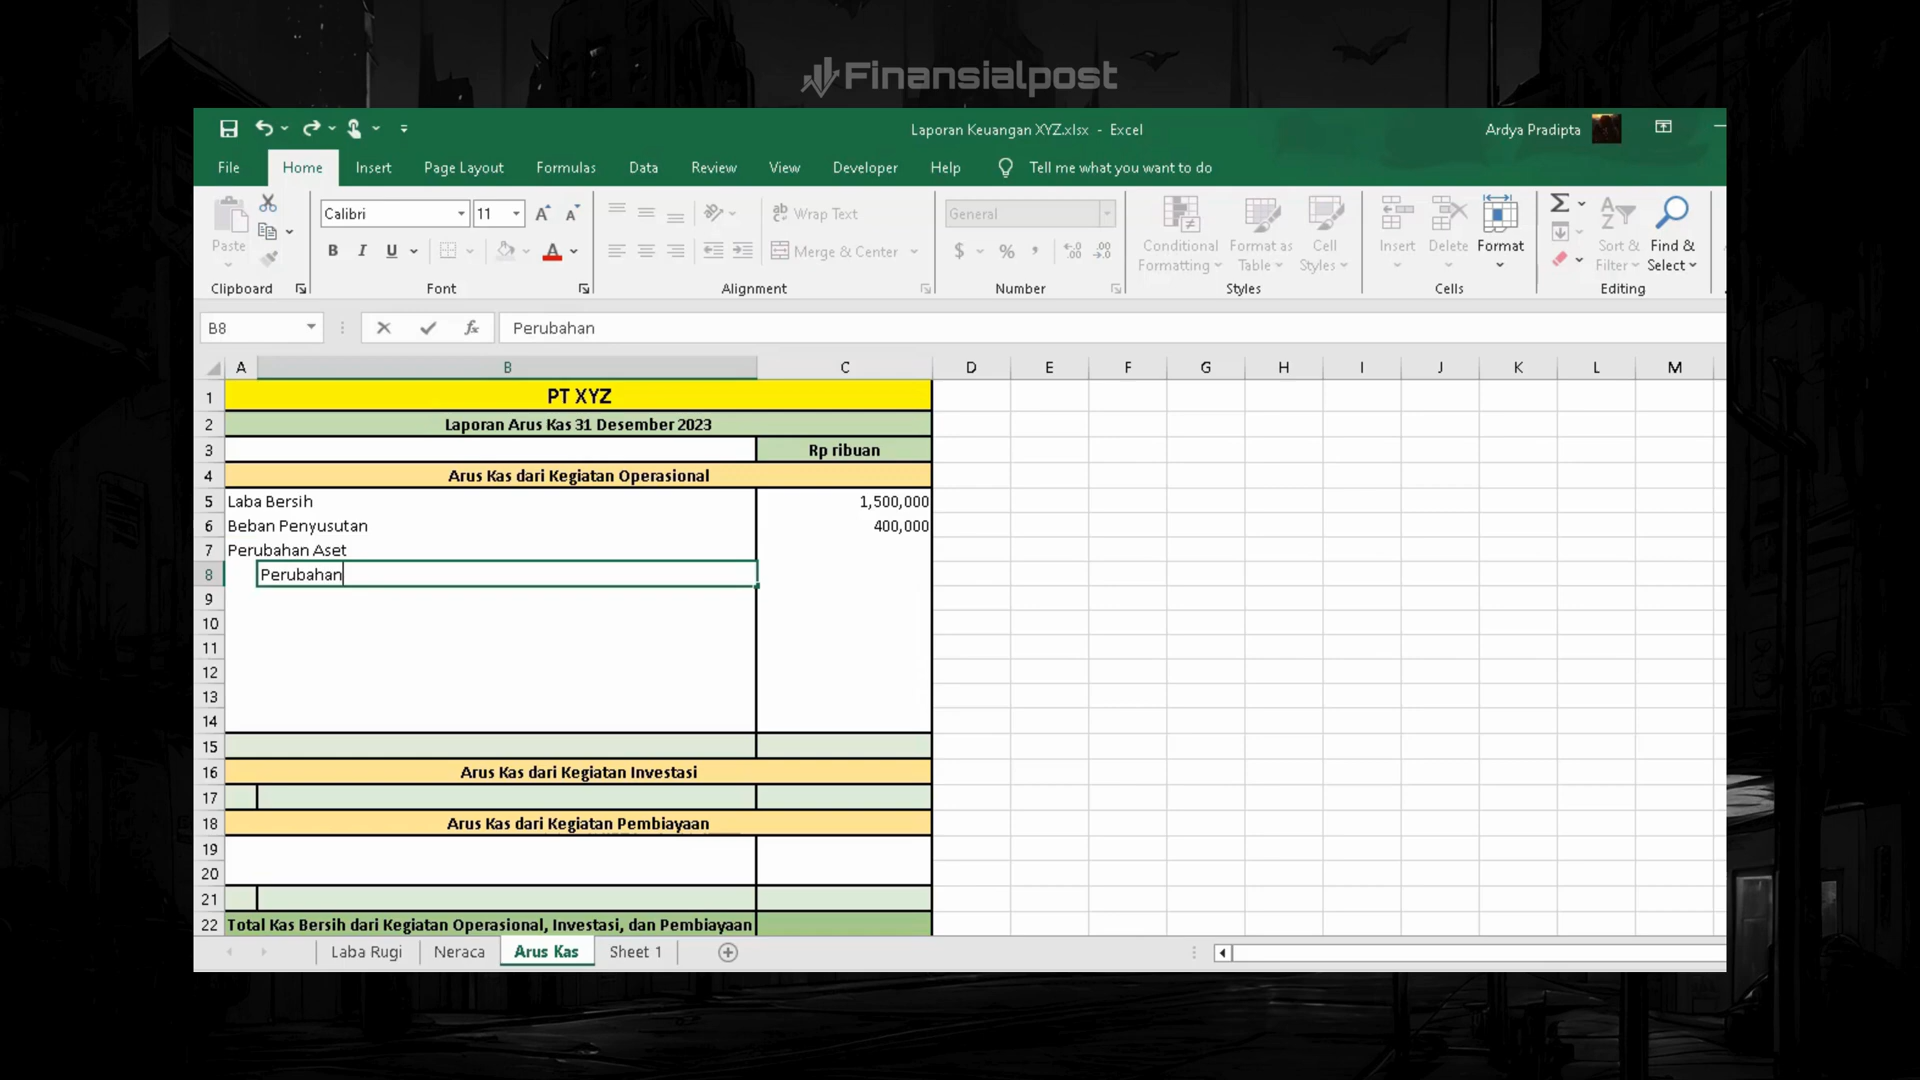 Finansialpost
Laporan Keuangan XYZ.xlsx - Excel
Ardya Pradipta
File Home Insert Page Layout Formulas Data Review View Developer Help Tell me what you want to do
Calibri 11 ab Wrap Text General
Paste B I U A Merge & Center $ % , Conditional Formatting Format as Table Cell Styles Insert Delete Format Sort & Filter Find & Select
Clipboard Font Alignment Number Styles Cells Editing
B8 fx Perubahan
A B C D E F G H I J K L M
1 PT XYZ
2 Laporan Arus Kas 31 Desember 2023
3 Rp ribuan
4 Arus Kas dari Kegiatan Operasional
5 Laba Bersih 1,500,000
6 Beban Penyusutan 400,000
7 Perubahan Aset
8 Perubahan
9
10
11
12
13
14
15
16 Arus Kas dari Kegiatan Investasi
17
18 Arus Kas dari Kegiatan Pembiayaan
19
20
21
22 Total Kas Bersih dari Kegiatan Operasional, Investasi, dan Pembiayaan
Laba Rugi Neraca Arus Kas Sheet 1